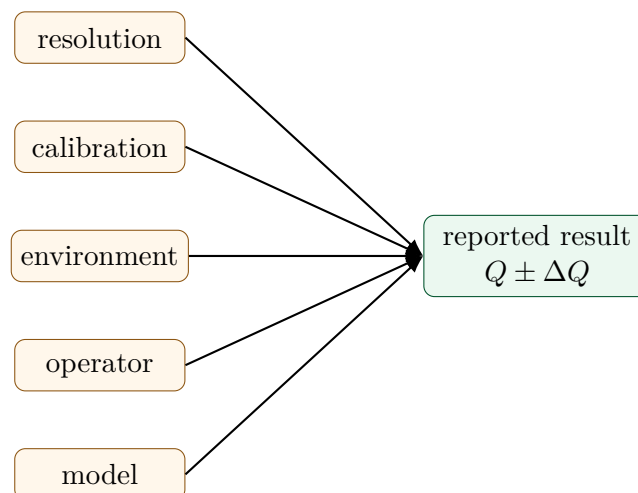 resolution
calibration
environment
operator
model
reported result
Q ± ΔQ